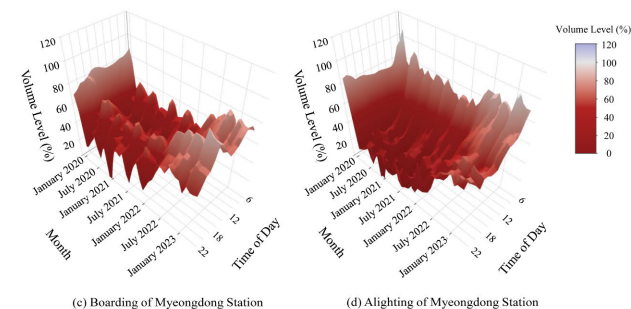 Volume Level (%)
120
100
80
60
40
20
0
120
100
80
60
40
20
Volume Level (%)
January 2020
July 2020
January 2021
July 2021
January 2022
July 2022
January 2023
Month
6
12
18
22
Time of Day
(c) Boarding of Myeongdong Station
120
100
80
60
40
20
Volume Level (%)
January 2020
July 2020
January 2021
July 2021
January 2022
July 2022
January 2023
Month
6
12
18
22
Time of Day
(d) Alighting of Myeongdong Station